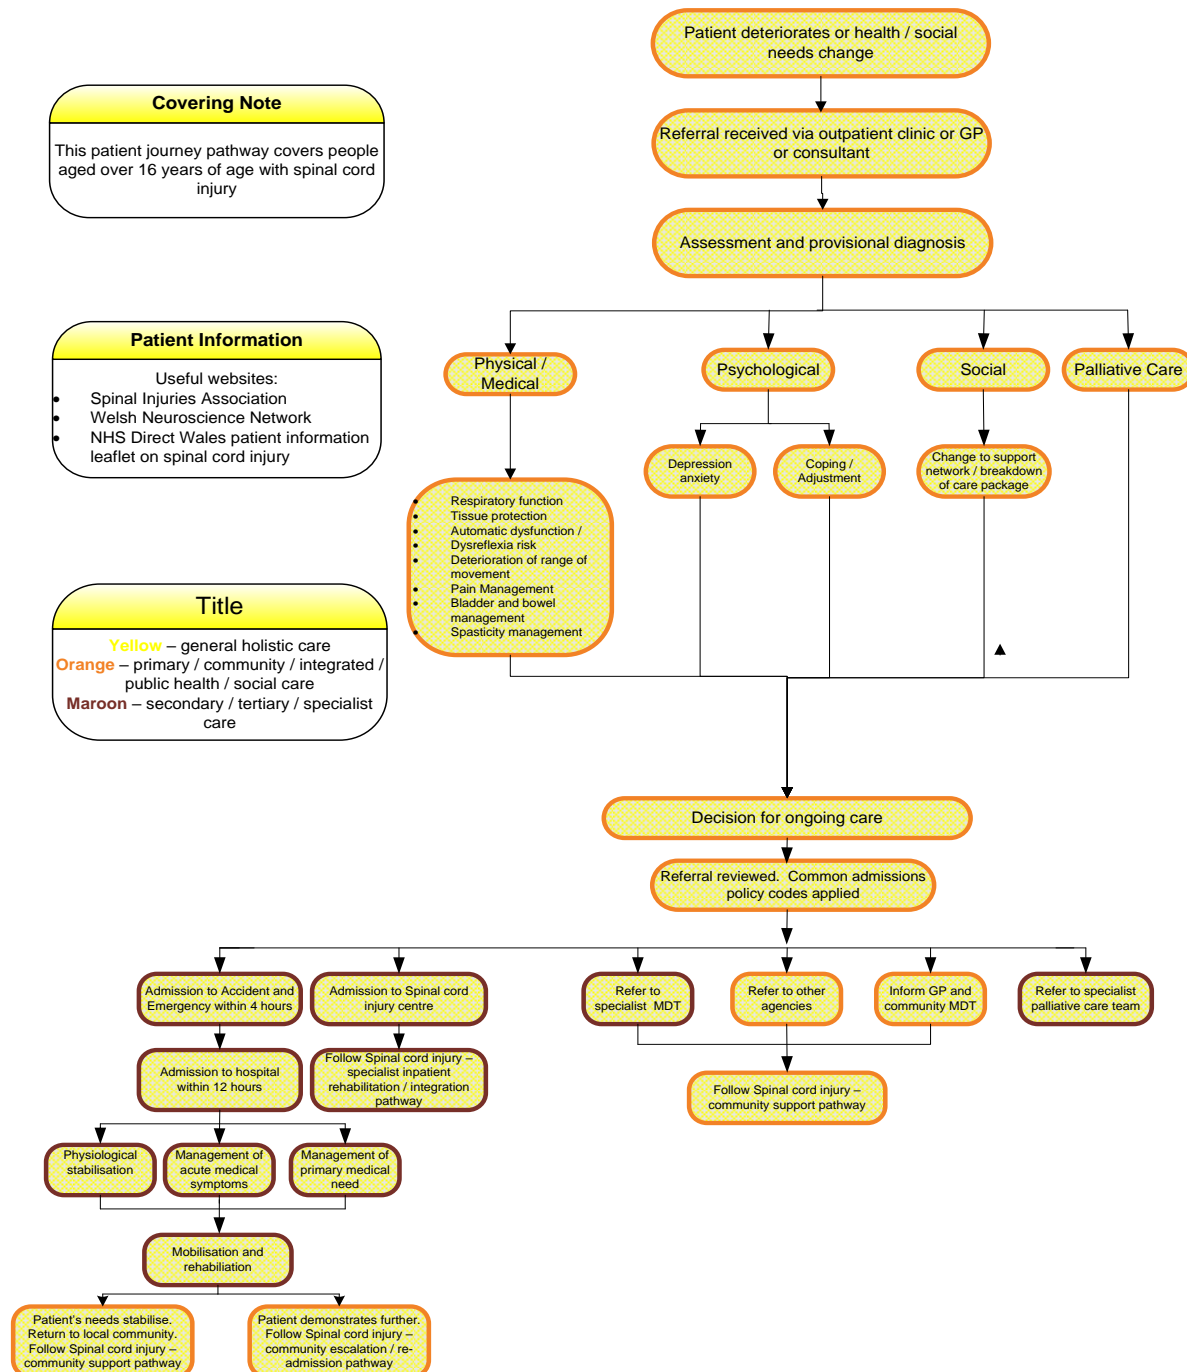 Patient deteriorates or health / social
needs change
Covering Note
This patient journey pathway covers people
aged over 16 years of age with spinal cord
injury
Referral received via outpatient clinic or GP
or consultant
Assessment and provisional diagnosis
Patient Information
Useful websites:
• Spinal Injuries Association
• Welsh Neuroscience Network
• NHS Direct Wales patient information
leaflet on spinal cord injury
Physical /
Medical
Psychological
Social
Palliative Care
Depression
anxiety
Coping /
Adjustment
Change to support
network / breakdown
of care package
• Respiratory function
• Tissue protection
• Automatic dysfunction /
• Dysreflexia risk
• Deterioration of range of
movement
• Pain Management
• Bladder and bowel
management
• Spasticity management
Title
Yellow – general holistic care
Orange – primary / community / integrated /
public health / social care
Maroon – secondary / tertiary / specialist
care
Decision for ongoing care
Referral reviewed. Common admissions
policy codes applied
Admission to Accident and
Emergency within 4 hours
Admission to Spinal cord
injury centre
Refer to
specialist MDT
Refer to other
agencies
Inform GP and
community MDT
Refer to specialist
palliative care team
Admission to hospital
within 12 hours
Follow Spinal cord injury –
specialist inpatient
rehabilitation / integration
pathway
Follow Spinal cord injury –
community support pathway
Physiological
stabilisation
Management of
acute medical
symptoms
Management of
primary medical
need
Mobilisation and
rehabiliation
Patient's needs stabilise.
Return to local community.
Follow Spinal cord injury –
community support pathway
Patient demonstrates further.
Follow Spinal cord injury –
community escalation / re-
admission pathway